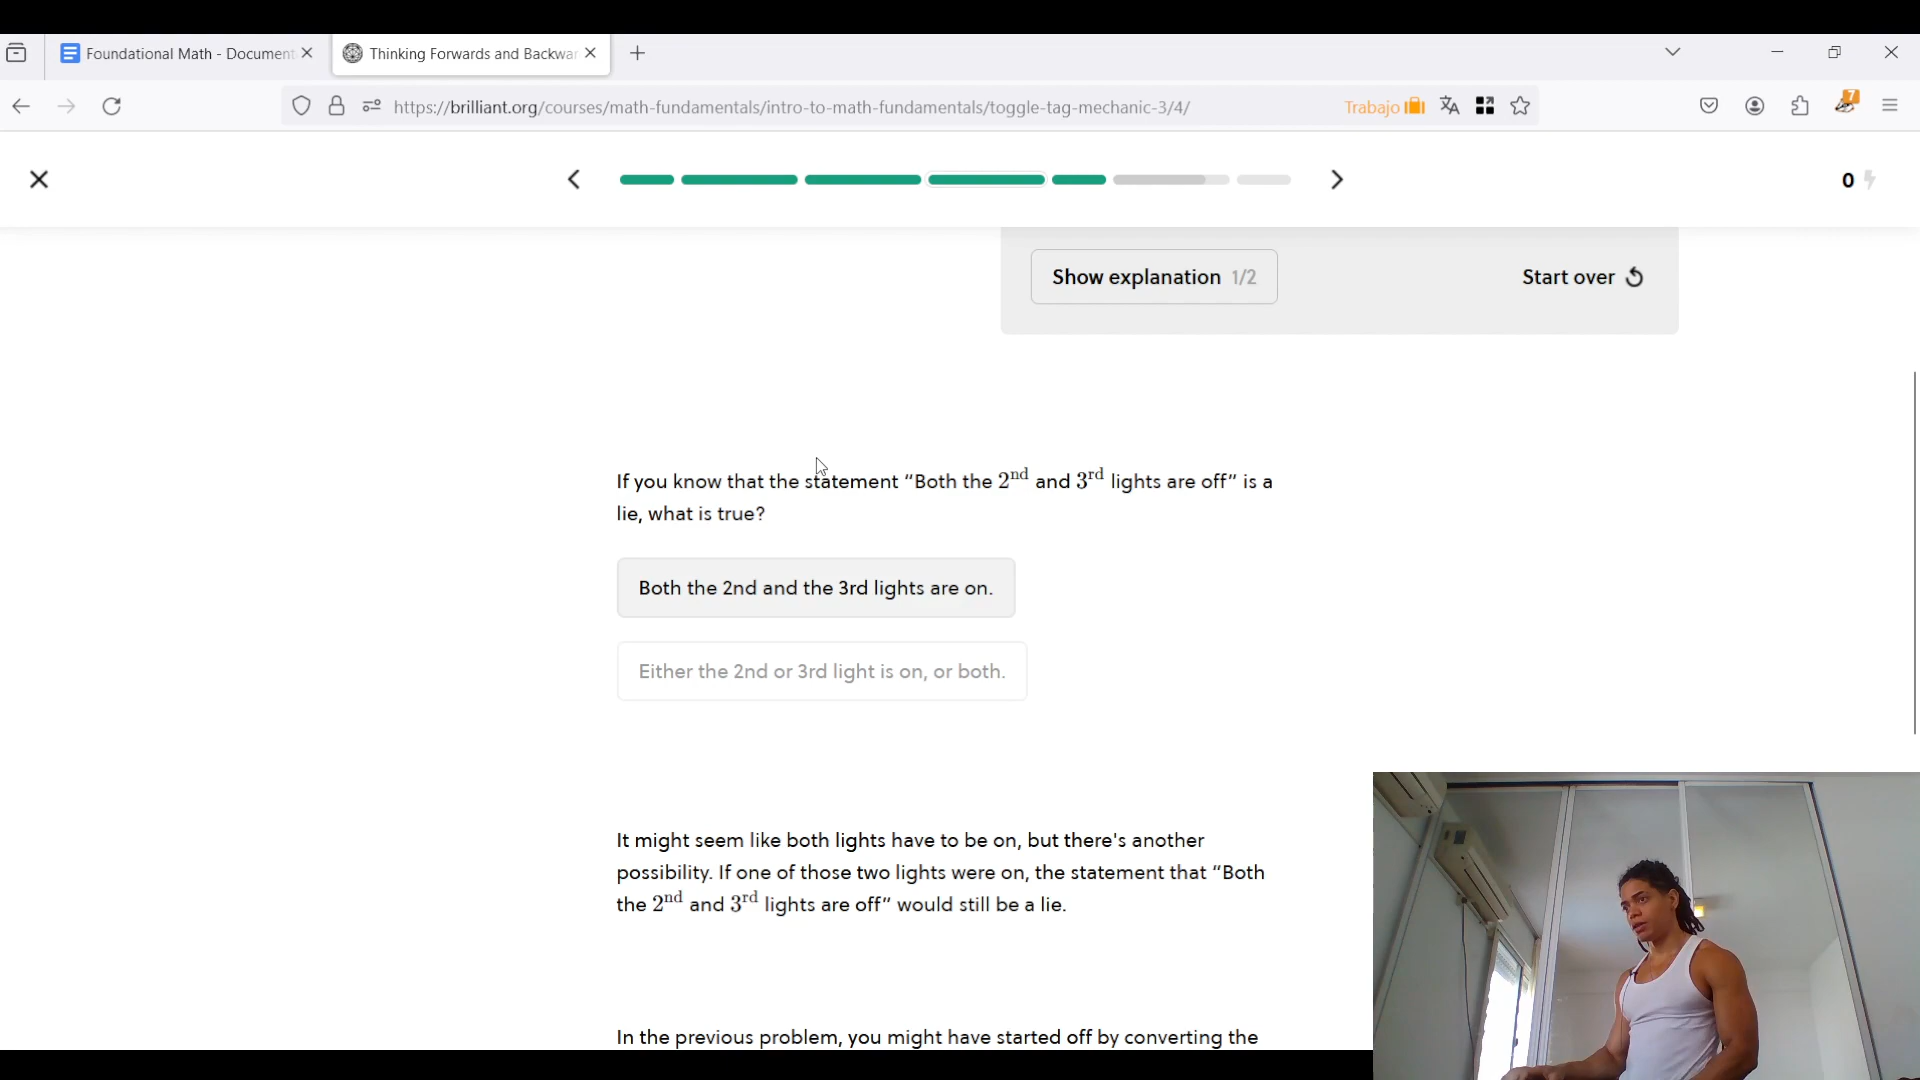 Foundational Math - Document
Thinking Forwards and Backwar
https://brilliant.org/courses/math-fundamentals/intro-to-math-fundamentals/toggle-tag-mechanic-3/4/
Trabajo
7
0
Show explanation 1/2
Start over
If you know that the statement “Both the 2nd and 3rd lights are off” is a
lie, what is true?
Both the 2nd and the 3rd lights are on.
Either the 2nd or 3rd light is on, or both.
It might seem like both lights have to be on, but there's another
possibility. If one of those two lights were on, the statement that “Both
the 2nd and 3rd lights are off” would still be a lie.
In the previous problem, you might have started off by converting the